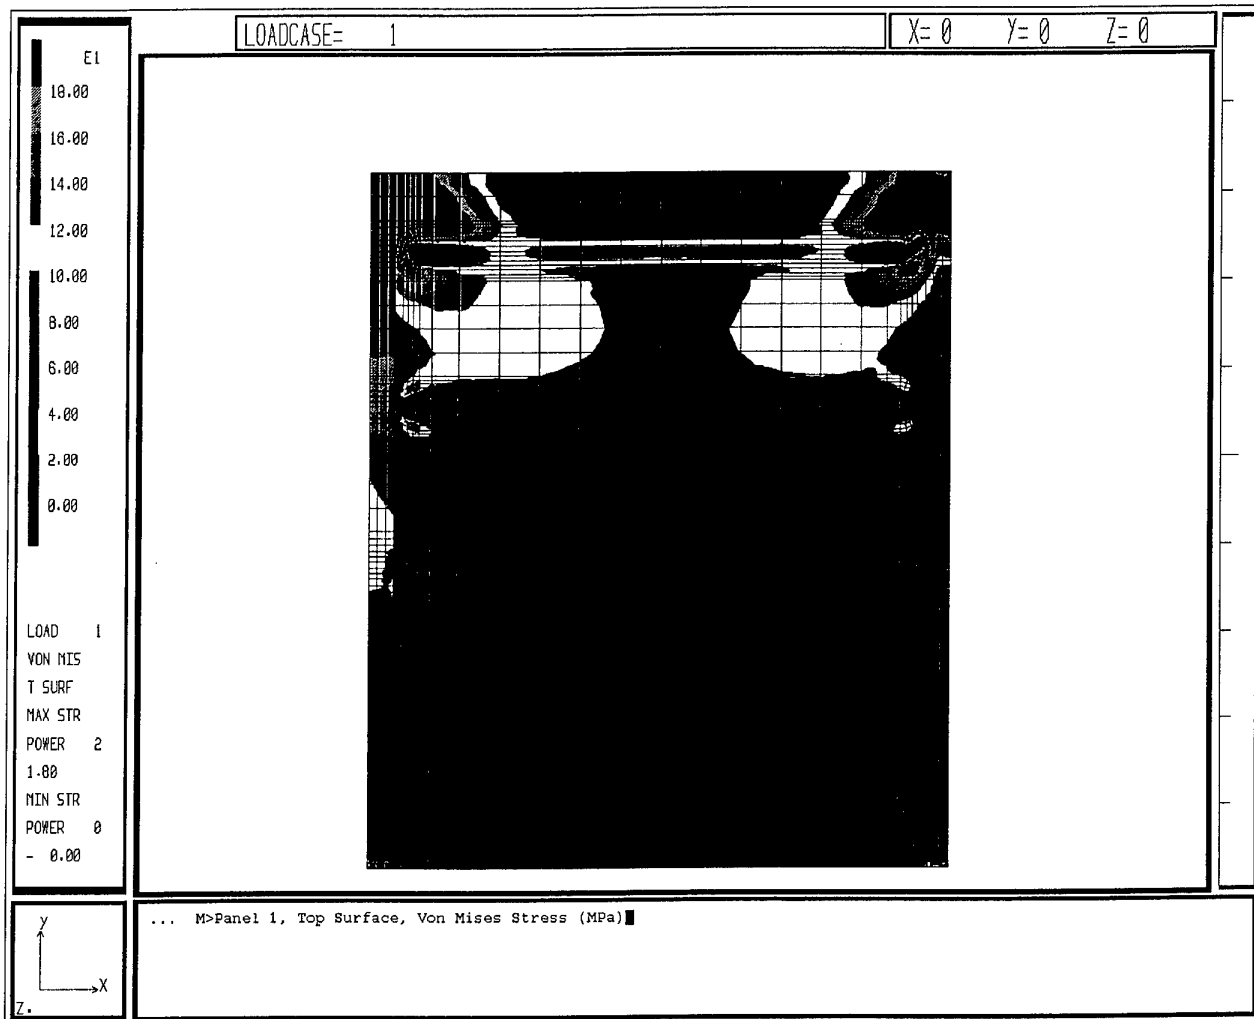 LOADCASE= 1
X= 0 Y= 0 Z= 0
E1
18.00
16.00
14.00
12.00
10.00
8.00
6.00
4.00
2.00
0.00
LOAD 1
VON MIS
T SURF
MAX STR
POWER 2
1.80
MIN STR
POWER 0
- 0.00
y
X
Z.
... M>Panel 1, Top Surface, Von Mises Stress (MPa)